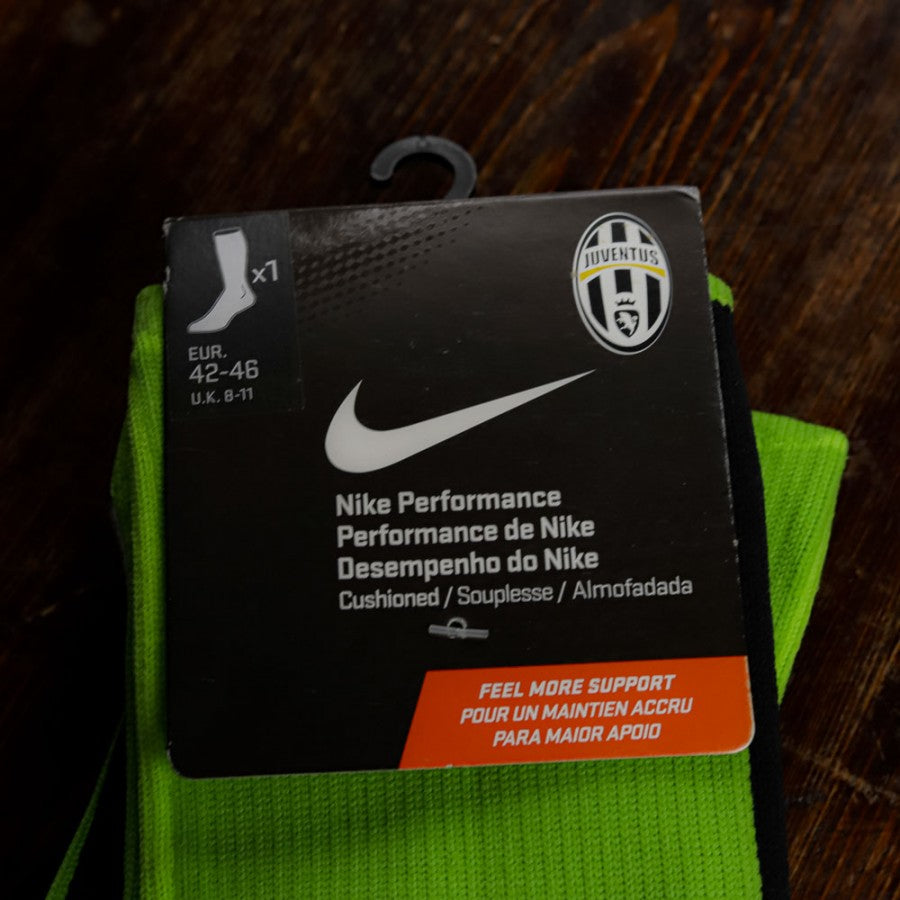 x1
EUR.
42-46
U.K. 8-11
JUVENTUS
Nike Performance
Performance de Nike
Desempenho do Nike
Cushioned / Souplesse / Almofadada
FEEL MORE SUPPORT
POUR UN MAINTIEN ACCRU
PARA MAIOR APOIO